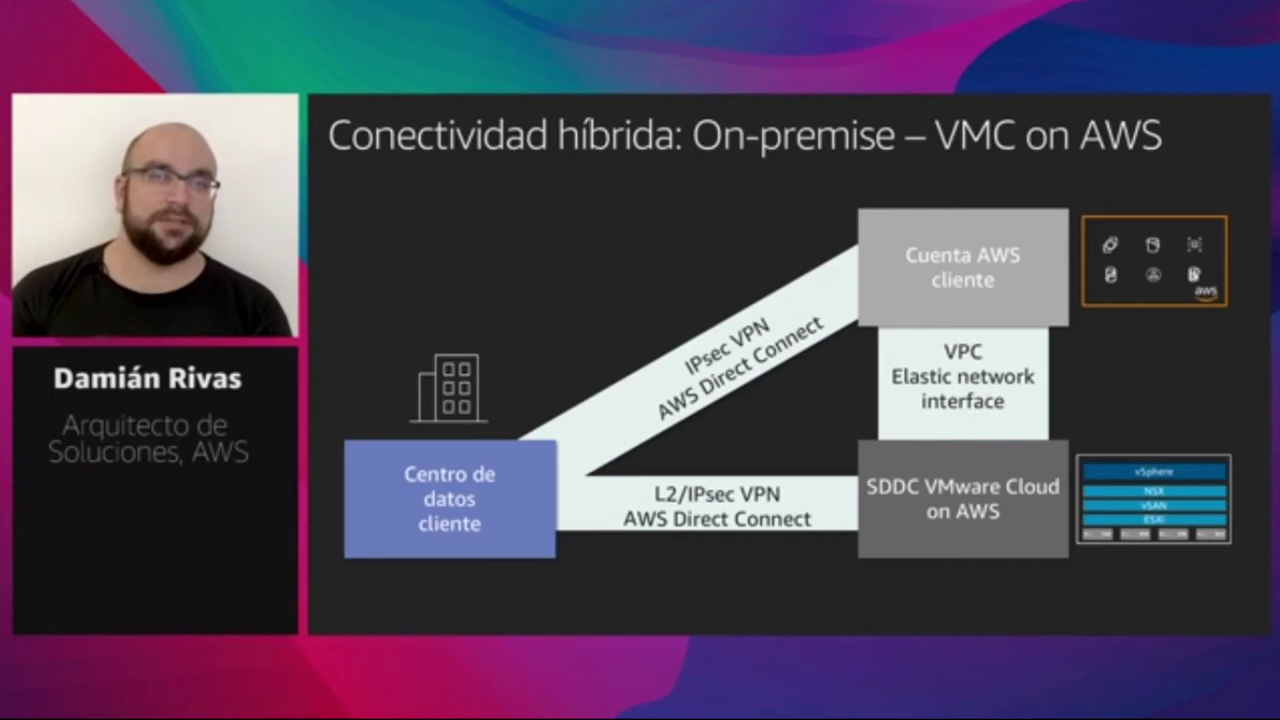 Conectividad híbrida: On-premise – VMC on AWS
Damián Rivas
Arquitecto de
Soluciones, AWS
Cuenta AWS
cliente
aws
IPsec VPN
AWS Direct Connect
VPC
Elastic network
interface
Centro de
datos
cliente
L2/IPsec VPN
AWS Direct Connect
SDDC VMware Cloud
on AWS
vSphere
NSX
vSAN
ESXi